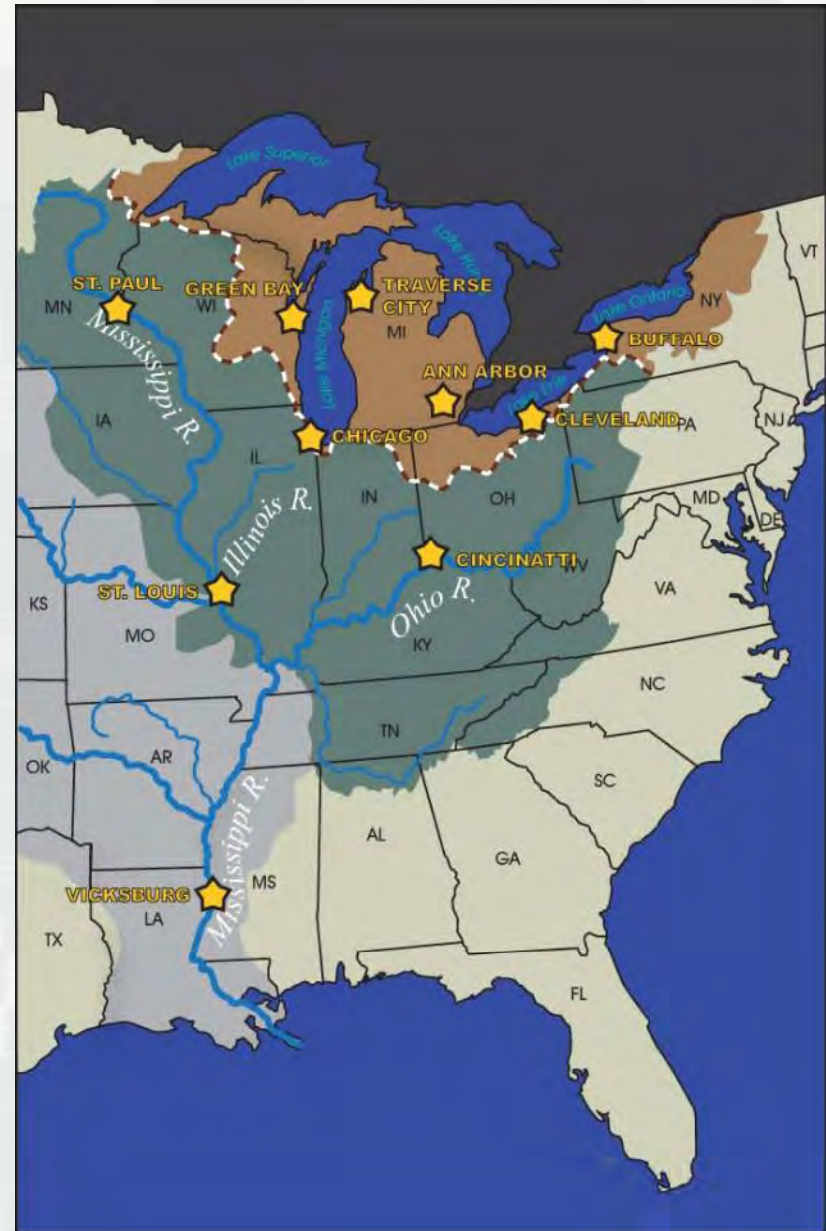 Lake Superior
Lake Huron
Lake Michigan
Lake Ontario
Lake Erie
VT
NY
ST. PAUL
GREEN BAY
TRAVERSE
CITY
MN
WI
MI
BUFFALO
Mississippi R.
ANN ARBOR
CLEVELAND
CHICAGO
IA
IL
IN
OH
PA
NJ
MD
DE
Illinois R.
CINCINATTI
ST. LOUIS
WV
VA
KS
MO
Ohio R.
KY
NC
TN
OK
AR
SC
Mississippi R.
AL
GA
VICKSBURG
MS
LA
TX
FL